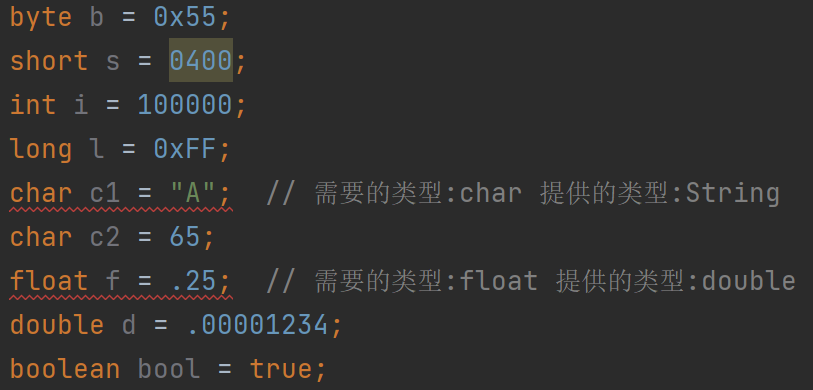 byte b = 0x55;
short s = 0400;
int i = 100000;
long l = 0xFF;
char c1 = "A";  // 需要的类型:char 提供的类型:String
char c2 = 65;
float f = .25;  // 需要的类型:float 提供的类型:double
double d = .00001234;
boolean bool = true;